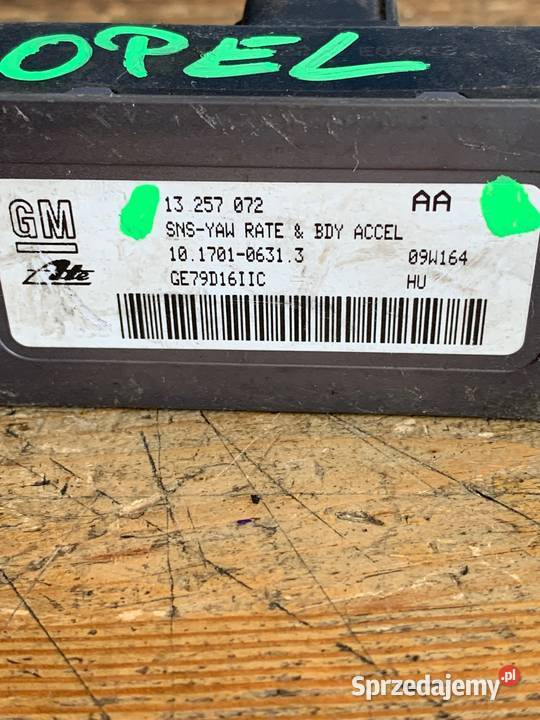 OPEL
GM
13 257 072 AA
SNS-YAW RATE & BDY ACCEL
10.1701-0631.3 09W164
Ate GE79D16IIC HU
Sprzedajemy.pl